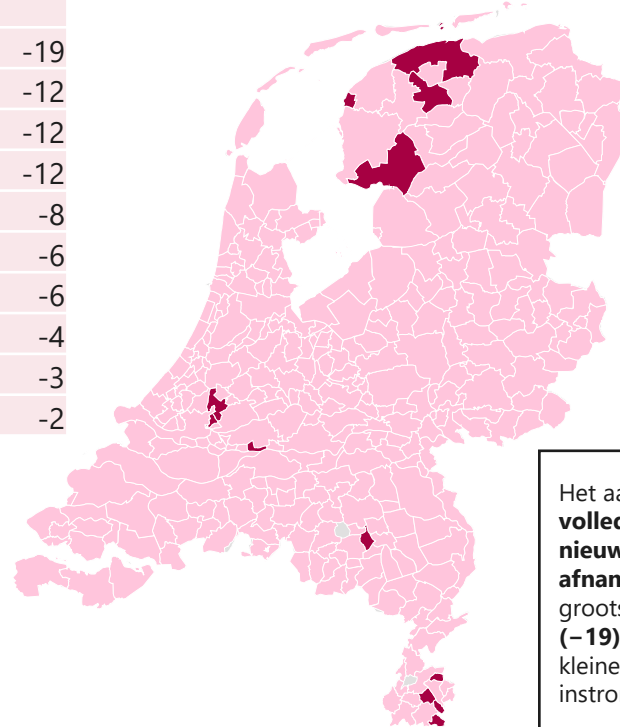 -19
-12
-12
-12
-8
-6
-6
-4
-3
-2
Het aa
volled
nieuw
afnam
groots
(–19)
kleine
instro